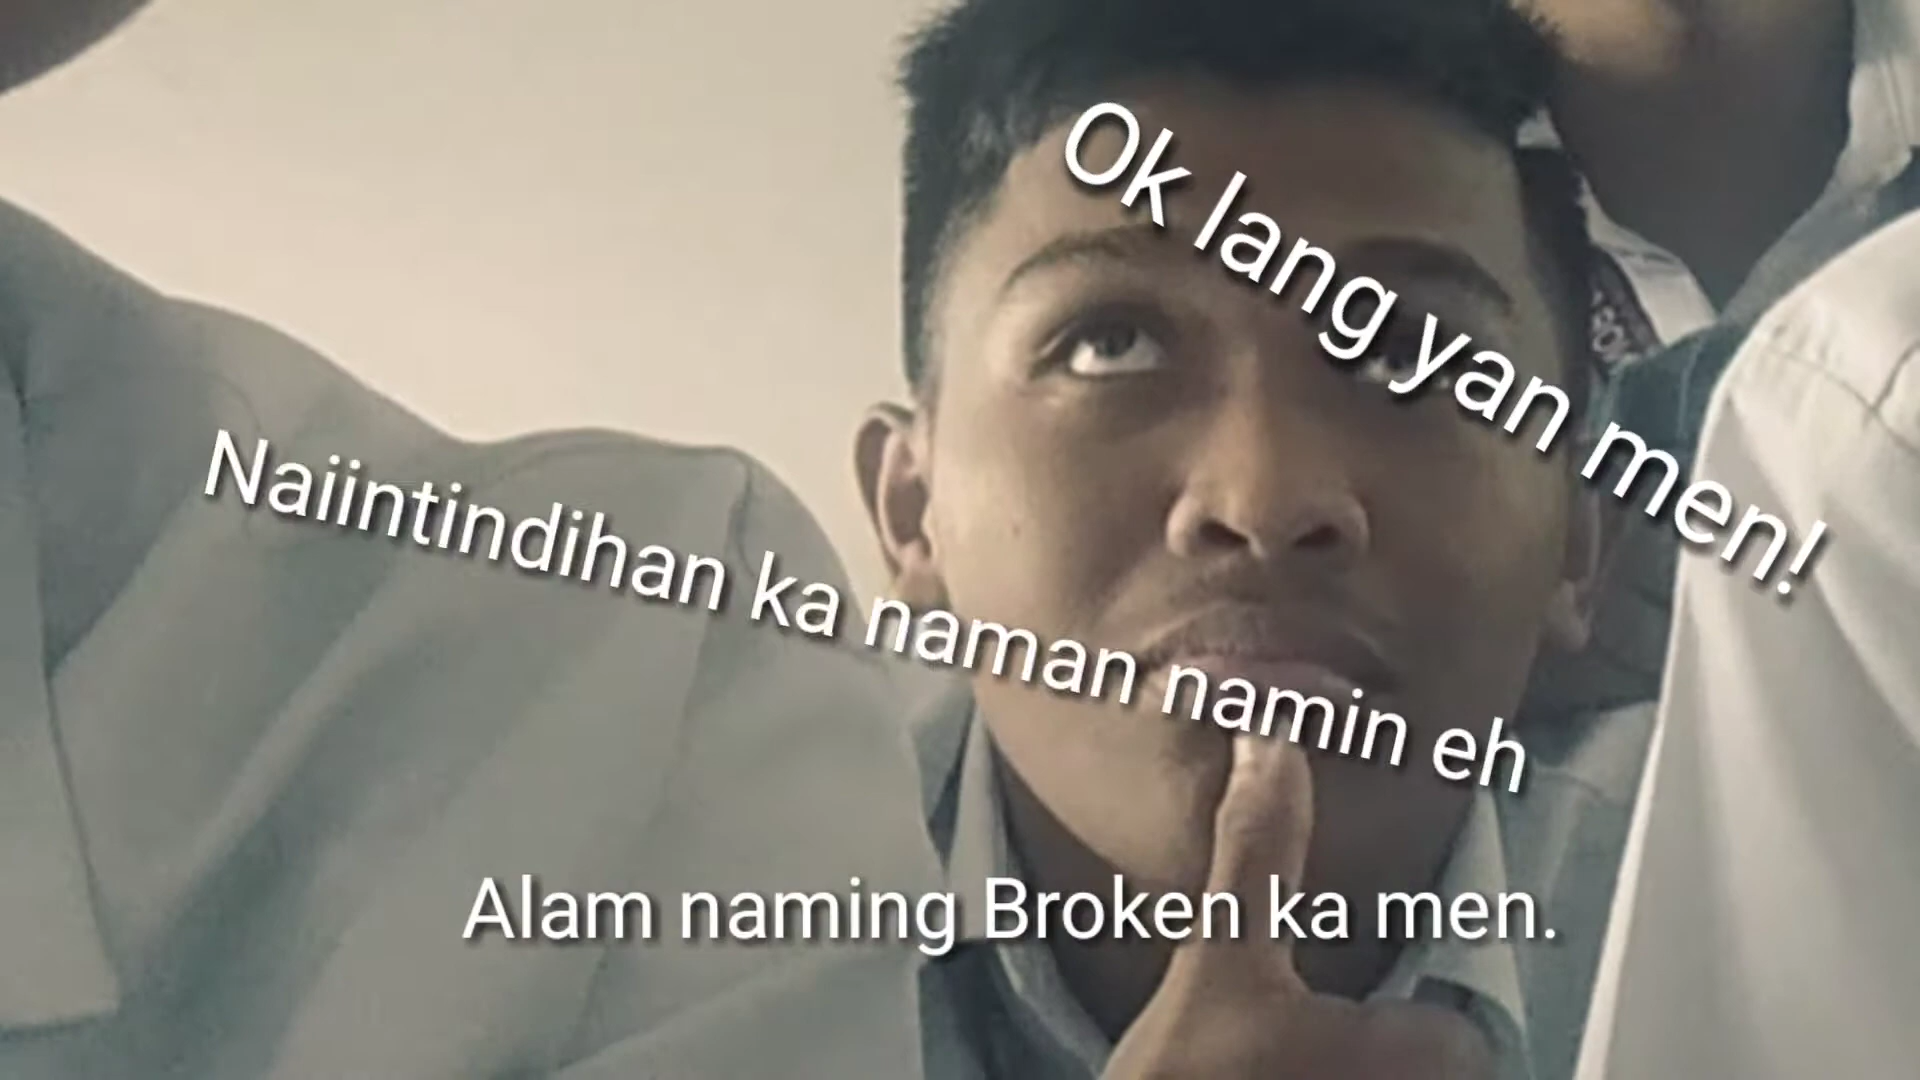 Ok lang yan men!
Naiintindihan ka naman namin eh
Alam naming Broken ka men.